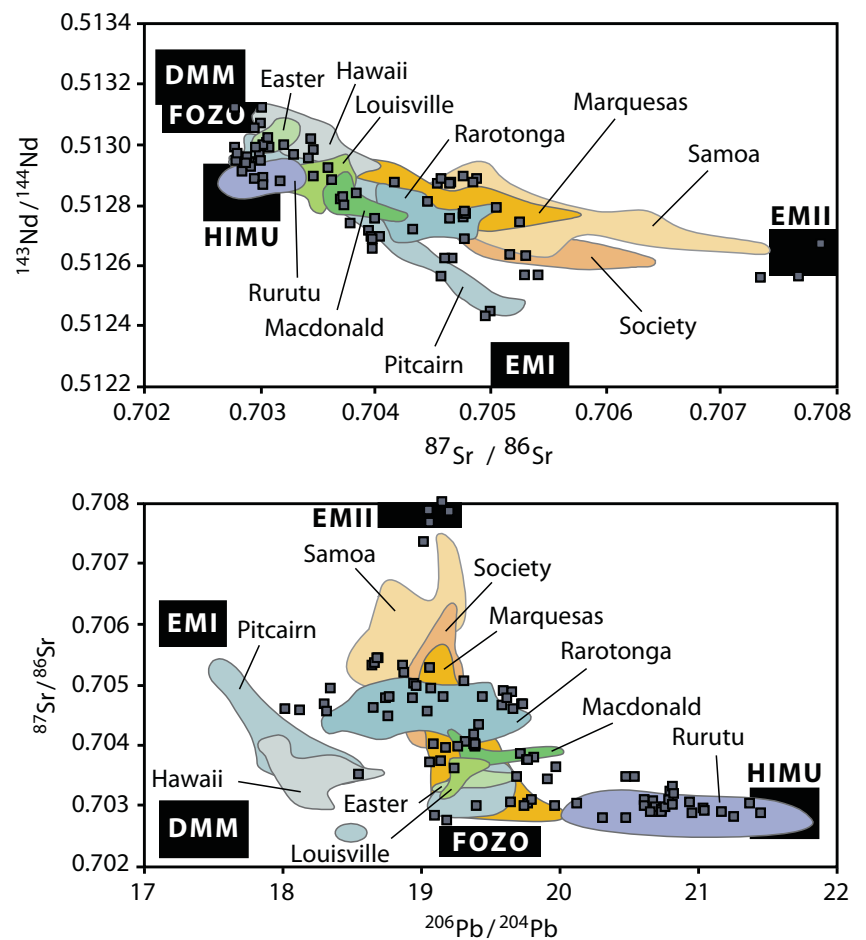 0.5134
0.5132
0.5130
0.5128
0.5126
0.5124
0.5122
¹⁴³Nd / ¹⁴⁴Nd
DMM
FOZO
Easter
Hawaii
Louisville
Rarotonga
Marquesas
Samoa
EMII
HIMU
Rururtu
Macdonald
Pitcairn
EMI
Society
0.702 0.703 0.704 0.705 0.706 0.707 0.708
⁸⁷Sr / ⁸⁶Sr
0.708
0.707
0.706
0.705
0.704
0.703
0.702
⁸⁷Sr/⁸⁶Sr
EMII
Samoa
Society
EMI
Pitcairn
Marquesas
Rarotonga
Macdonald
Rurutu
HIMU
Hawaii
Easter
DMM
Louisville
FOZO
17 18 19 20 21 22
²⁰⁶Pb/²⁰⁴Pb